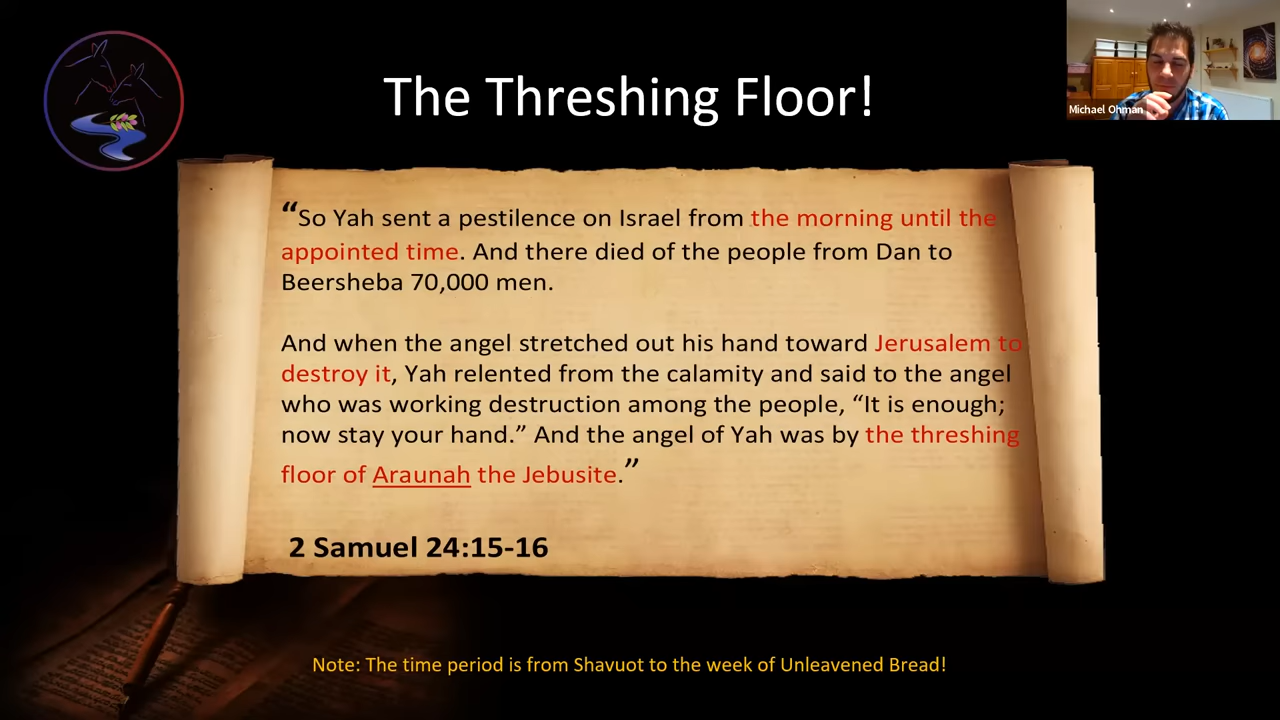 The Threshing Floor!
Michael Ohman
“So Yah sent a pestilence on Israel from the morning until the
appointed time. And there died of the people from Dan to
Beersheba 70,000 men.
And when the angel stretched out his hand toward Jerusalem to
destroy it, Yah relented from the calamity and said to the angel
who was working destruction among the people, “It is enough;
now stay your hand.” And the angel of Yah was by the threshing
floor of Araunah the Jebusite.”
2 Samuel 24:15-16
Note: The time period is from Shavuot to the week of Unleavened Bread!